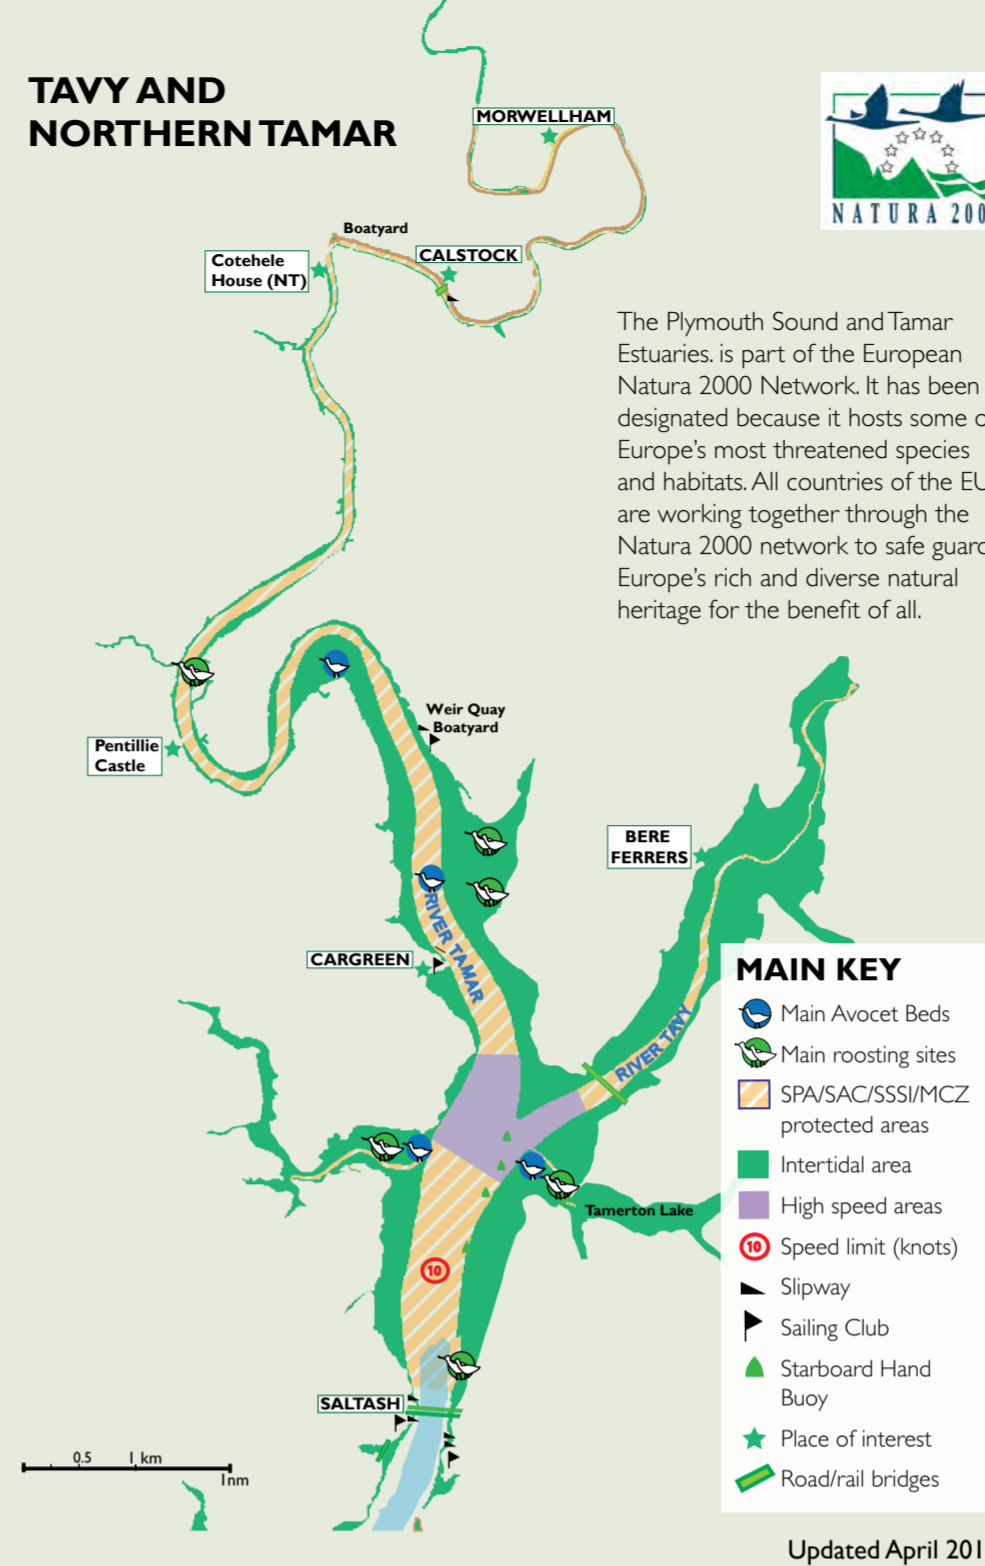 TAVY AND
NORTHERN TAMAR
MORWELLHAM
NATURA 200
Boatyard
Cotehele
House (NT)
CALSTOCK
The Plymouth Sound and Tamar
Estuaries. is part of the European
Natura 2000 Network. It has been
designated because it hosts some o
Europe's most threatened species
and habitats. All countries of the EU
are working together through the
Natura 2000 network to safe guard
Europe's rich and diverse natural
heritage for the benefit of all.
Weir Quay
Boatyard
Pentillie
Castle
BERE
FERRERS
RIVER TAMAR
CARGREEN
RIVER TAVY
Tamerton Lake
10
SALTASH
0.5 1 km
1nm
MAIN KEY
Main Avocet Beds
Main roosting sites
SPA/SAC/SSSI/MCZ
protected areas
Intertidal area
High speed areas
10 Speed limit (knots)
Slipway
Sailing Club
Starboard Hand
Buoy
Place of interest
Road/rail bridges
Updated April 201